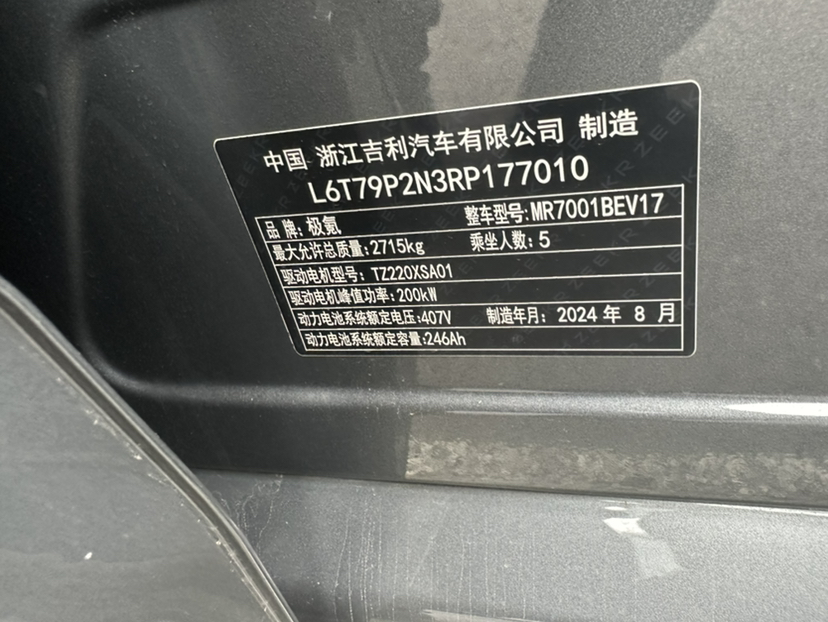 中国 浙江吉利汽车有限公司 制造
L6T79P2N3RP177010
品 牌: 极氪 整车型号: MR7001BEV17
最大允许总质量: 2715kg 乘坐人数: 5
驱动电机型号: TZ220XSA01
驱动电机峰值功率: 200kW
动力电池系统额定电压: 407V 制造年月: 2024 年 8 月
动力电池系统额定容量: 246Ah
ZEEKR ZEEKR ZEEKR